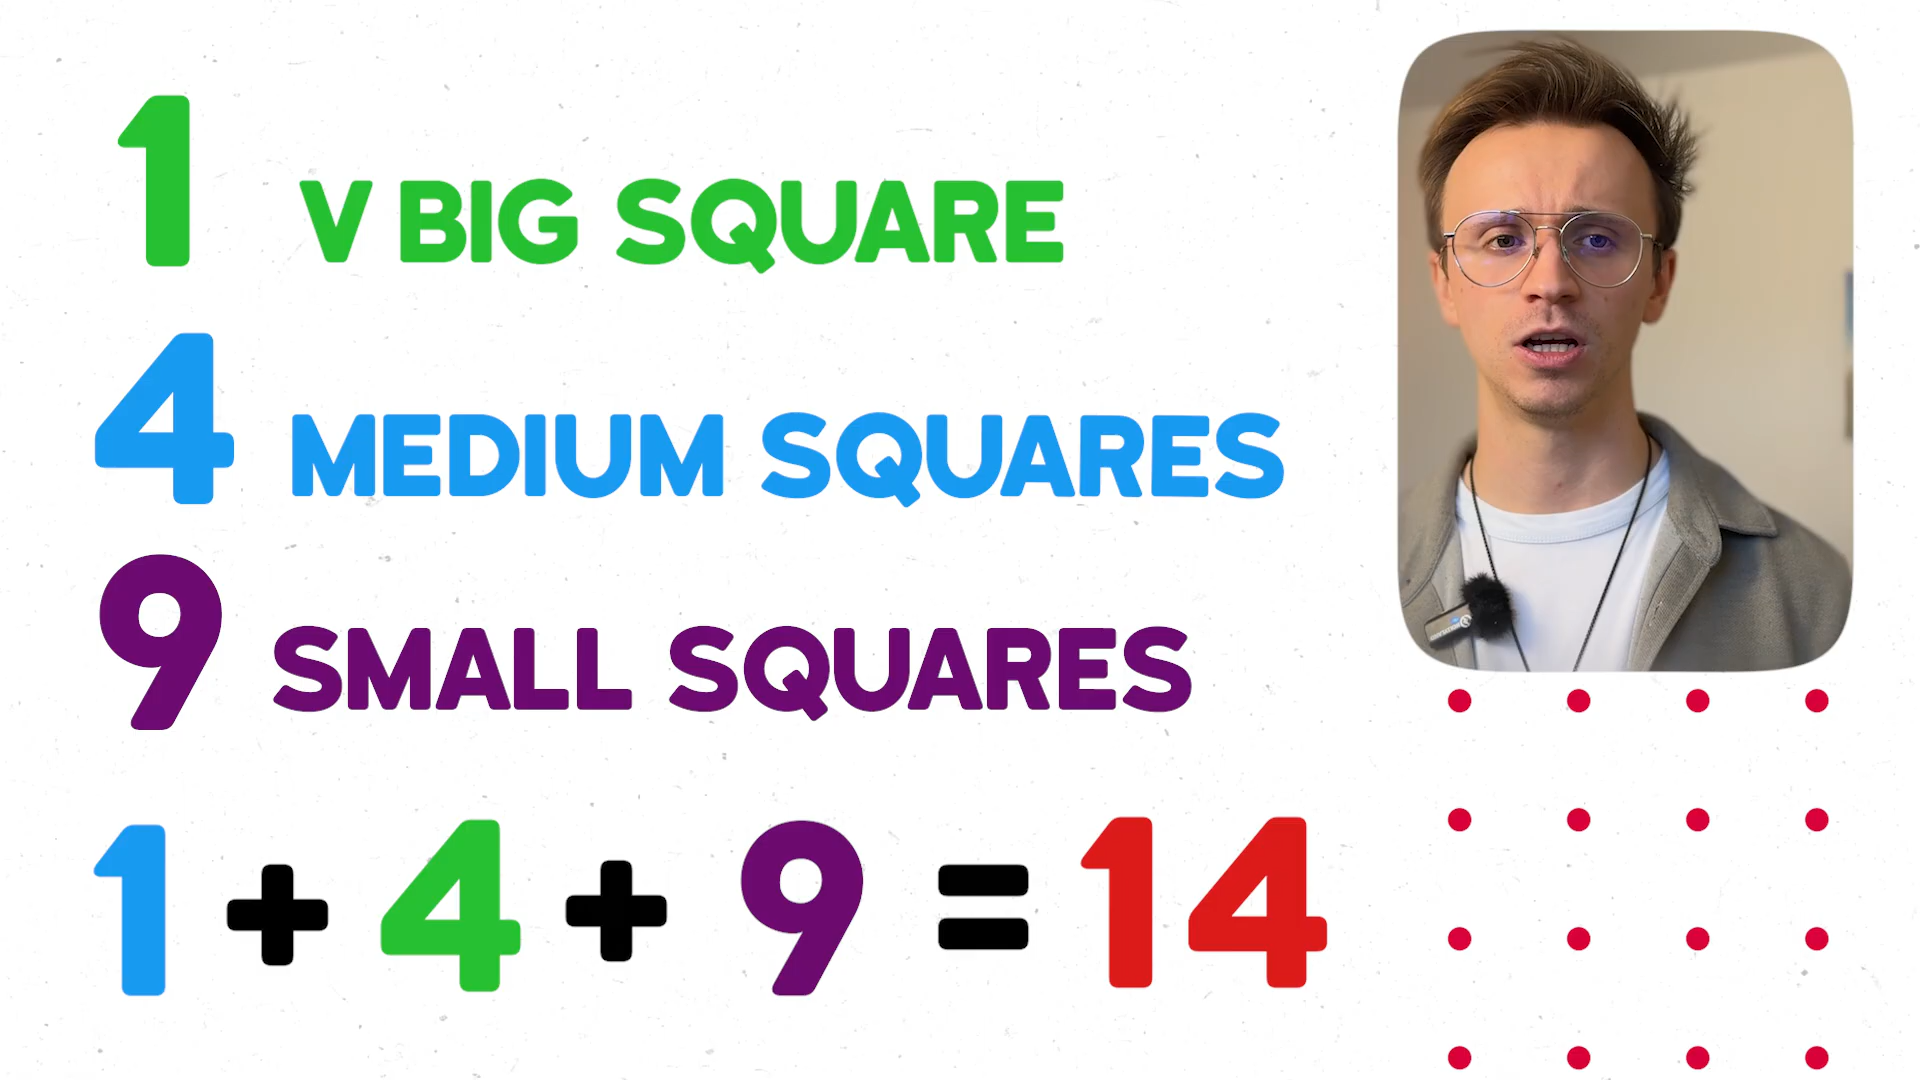 1 V BIG SQUARE
4 MEDIUM SQUARES
9 SMALL SQUARES
1 + 4 + 9 = 14